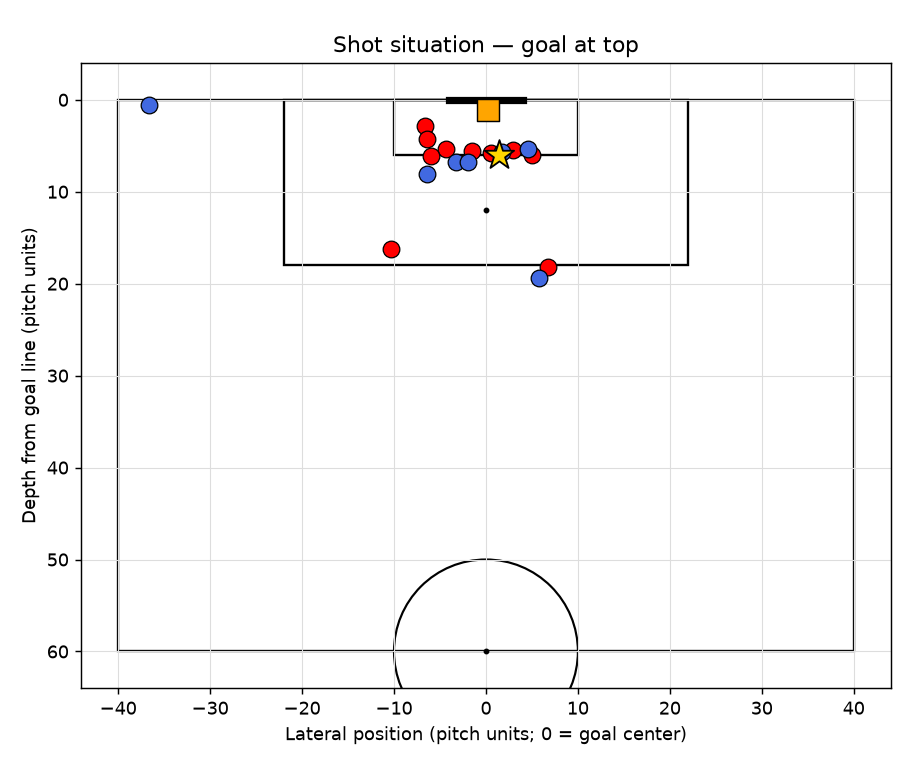 Shot situation — goal at top
Depth from goal line (pitch units)
0
10
20
30
40
50
60
−40 −30 −20 −10 0 10 20 30 40
Lateral position (pitch units; 0 = goal center)